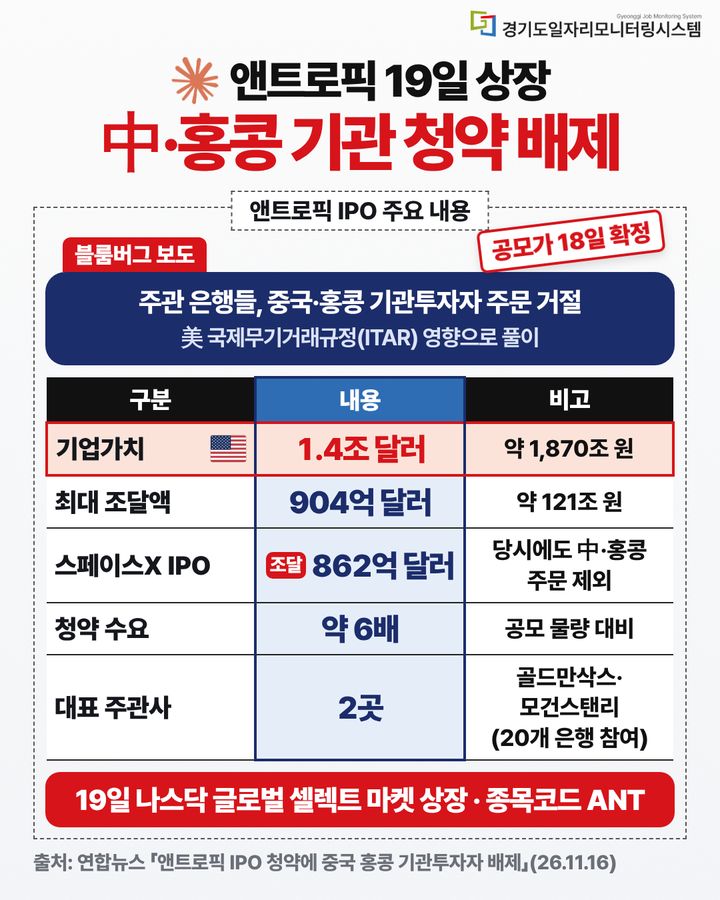 Gyeonggi Job Monitoring System
경기도일자리모니터링시스템
앤트로픽 19일 상장
中·홍콩 기관 청약 배제
앤트로픽 IPO 주요 내용
블룸버그 보도
공모가 18일 확정
주관 은행들, 중국·홍콩 기관투자자 주문 거절
美 국제무기거래규정(ITAR) 영향으로 풀이
구분 내용 비고
기업가치 1.4조 달러 약 1,870조 원
최대 조달액 904억 달러 약 121조 원
스페이스X IPO 조달 862억 달러 당시에도 中·홍콩
주문 제외
청약 수요 약 6배 공모 물량 대비
대표 주관사 2곳 골드만삭스·
모건스탠리
(20개 은행 참여)
19일 나스닥 글로벌 셀렉트 마켓 상장 · 종목코드 ANT
출처: 연합뉴스 『앤트로픽 IPO 청약에 중국 홍콩 기관투자자 배제』(26.11.16)